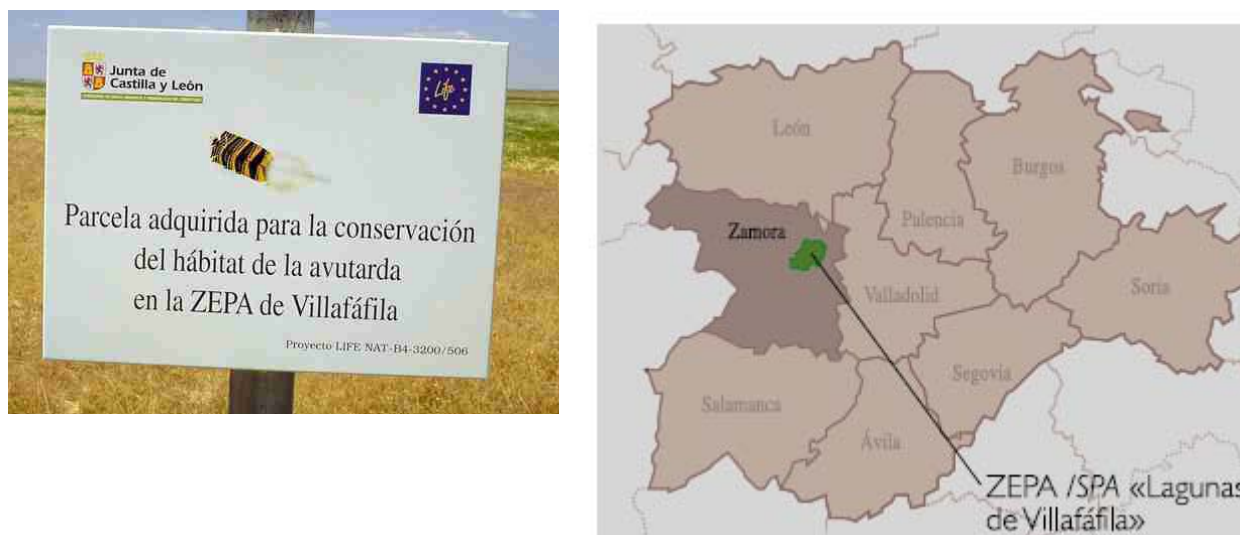 Junta de
Castilla y León
Life
Parcela adquirida para la conservación
del hábitat de la avutarda
en la ZEPA de Villafáfila
Proyecto LIFE NAT-B4-3200/506
León
Burgos
Palencia
Zamora
Valladolid
Soria
Segovia
Salamanca
Ávila
ZEPA /SPA «Lagunas
de Villafáfila»